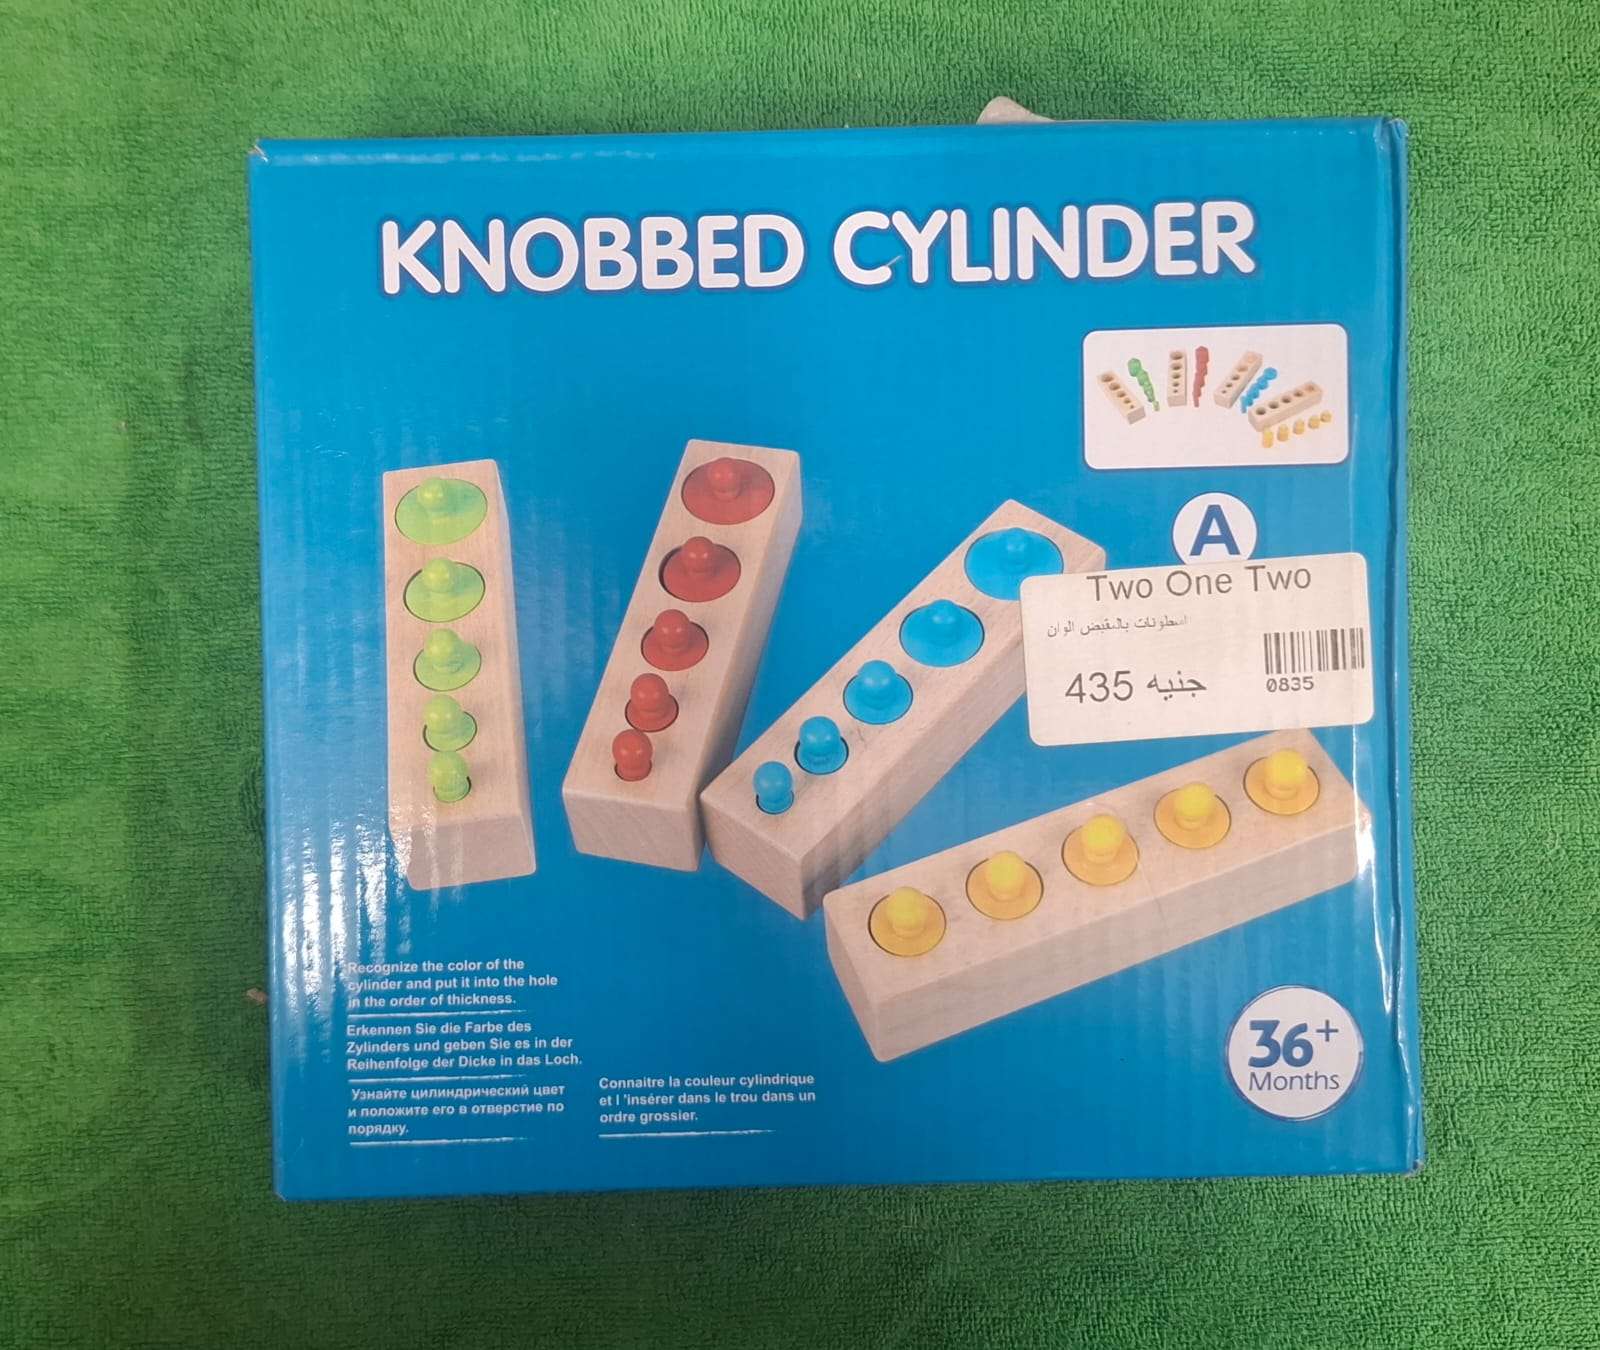 KNOBBED CYLINDER
A
Two One Two
اسطونات بالمقبض الوان
435 جنيه
0835
Recognize the color of the
cylinder and put it into the hole
in the order of thickness.
Erkennen Sie die Farbe des
Zylinders und geben Sie es in der
Reihenfolge der Dicke in das Loch.
Узнайте цилиндрический цвет
и положите его в отверстие по
порядку.
Connaitre la couleur cylindrique
et l 'insérer dans le trou dans un
ordre grossier.
36+
Months